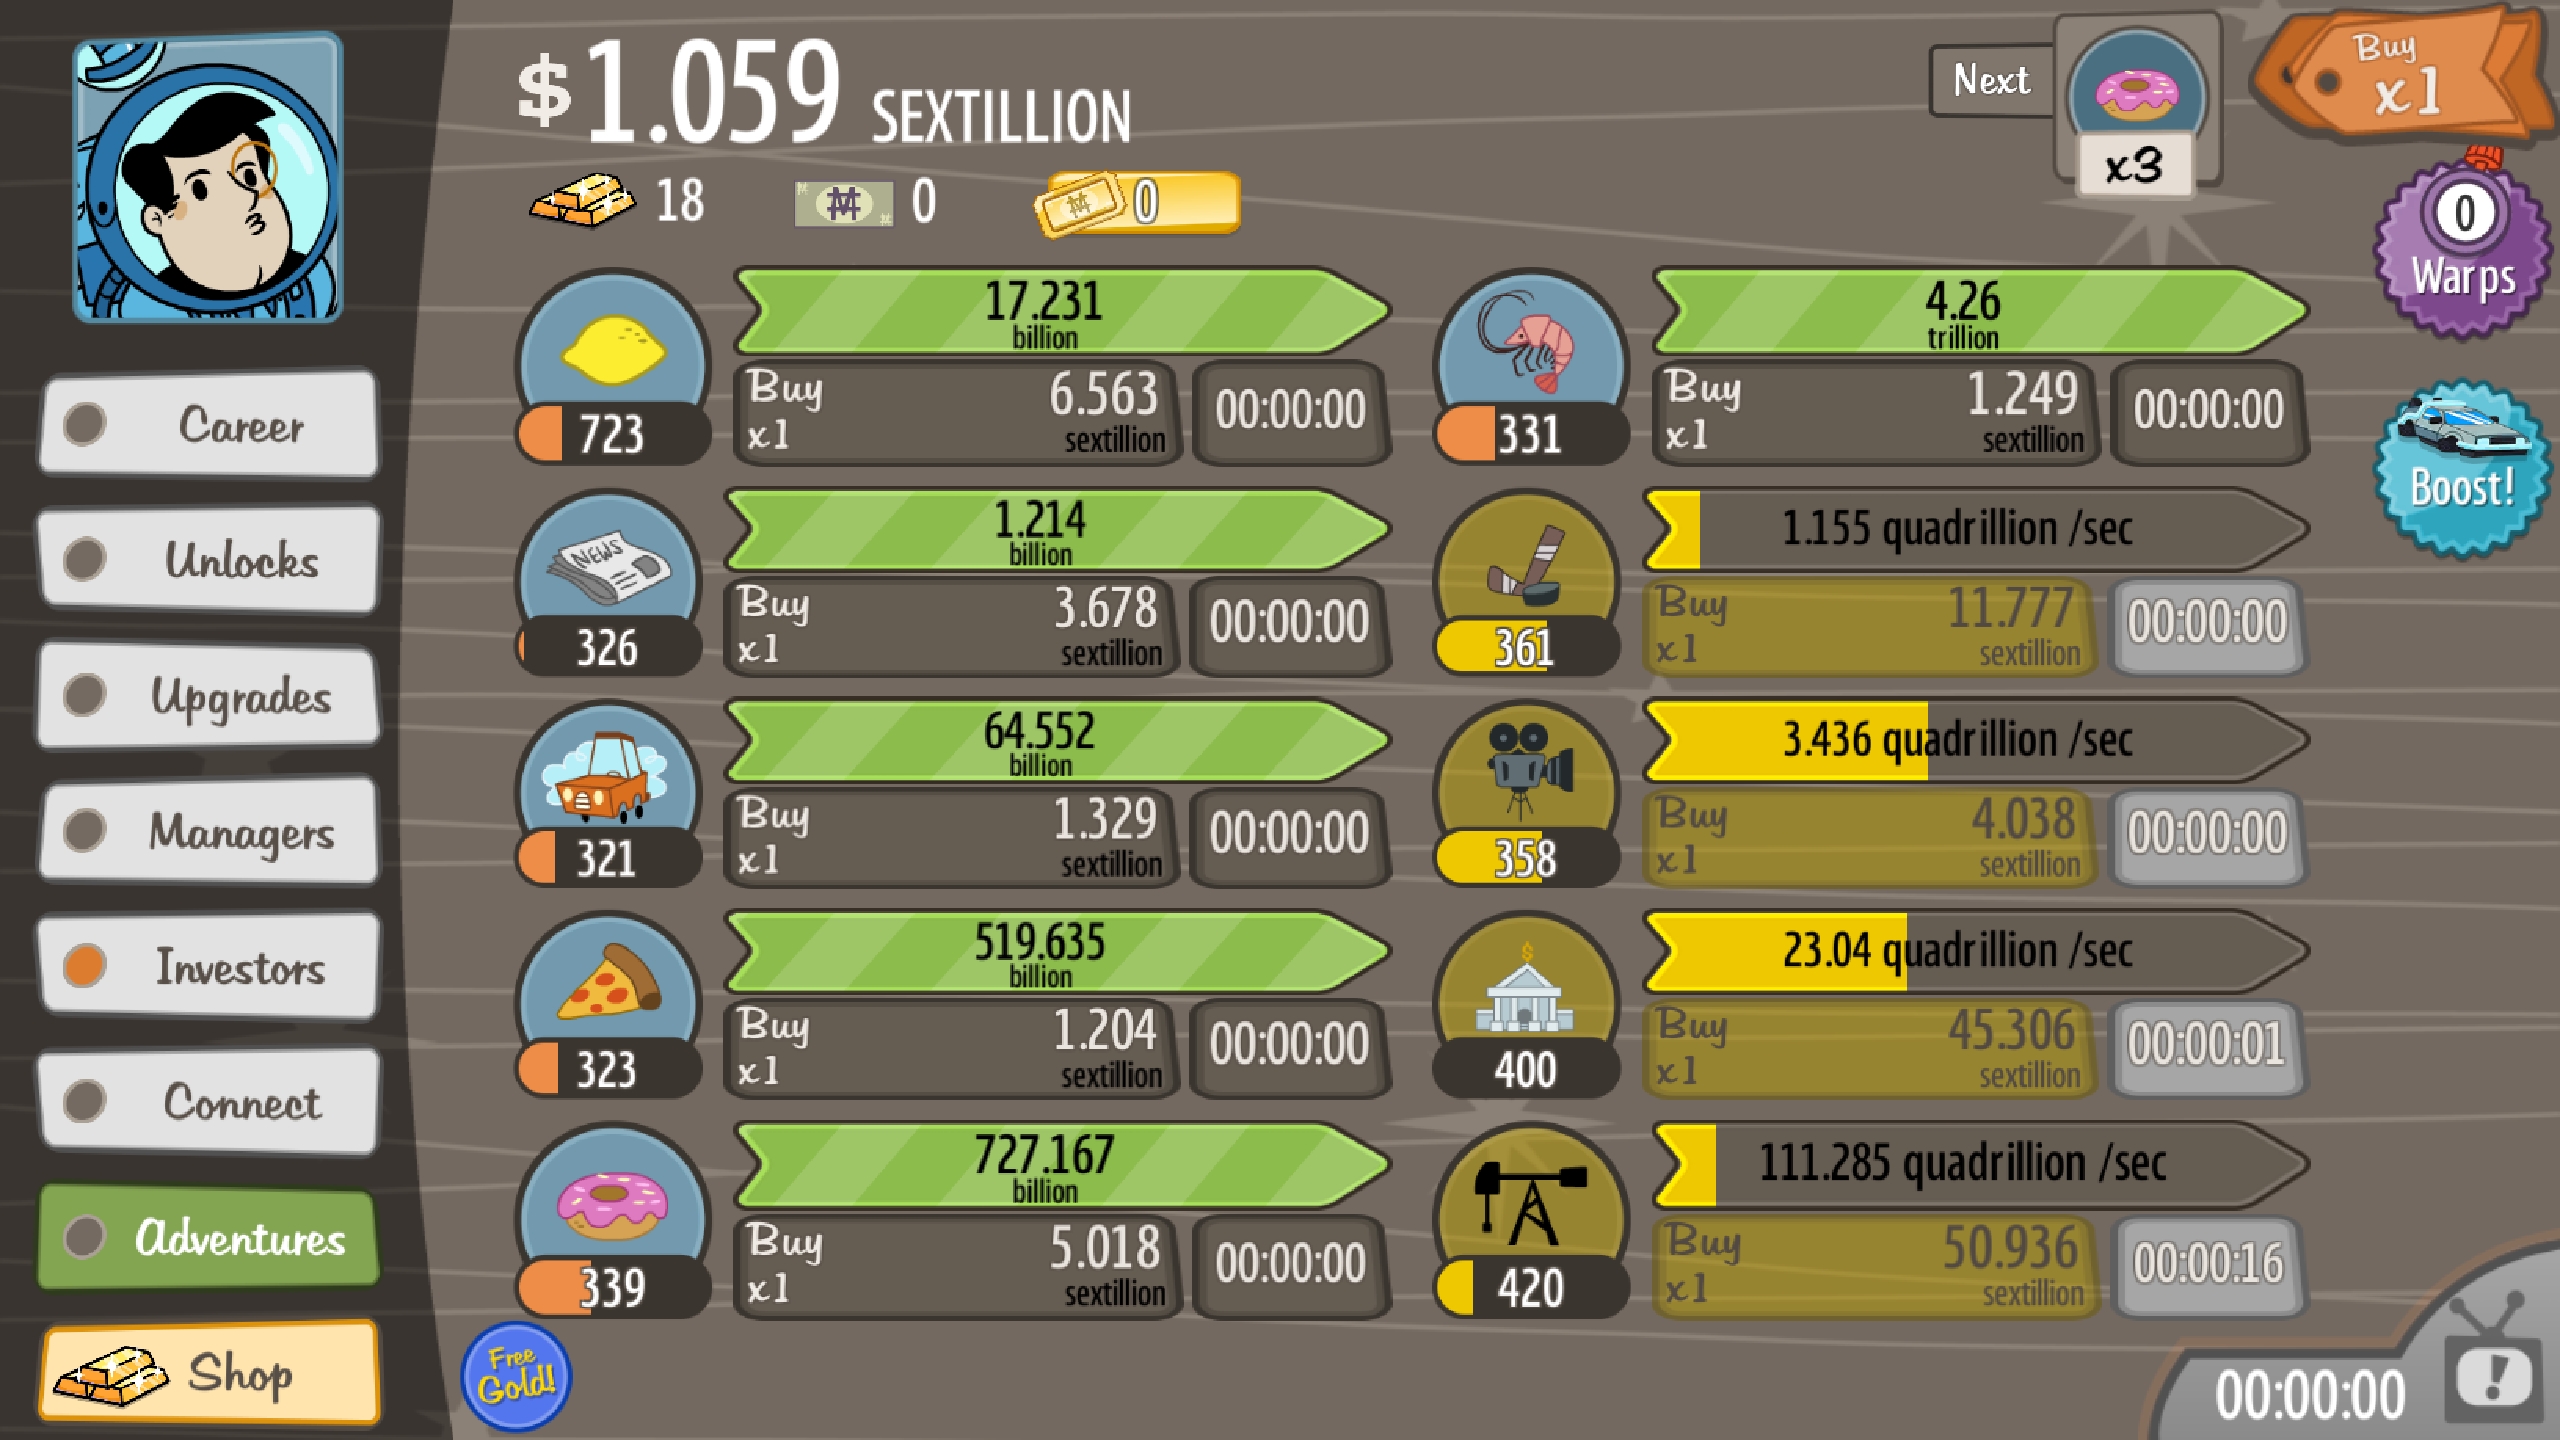 $1.059 SEXTILLION
18
0
0
Next
x3
Buy
x1
0
Warps
Boost!
Career
Unlocks
Upgrades
Managers
Investors
Connect
Adventures
Shop
17.231
billion
723
Buy
x1
6.563
sextillion
00:00:00
NEWS
1.214
billion
326
Buy
x1
3.678
sextillion
00:00:00
64.552
billion
321
Buy
x1
1.329
sextillion
00:00:00
519.635
billion
323
Buy
x1
1.204
sextillion
00:00:00
727.167
billion
339
Buy
x1
5.018
sextillion
00:00:00
4.26
trillion
331
Buy
x1
1.249
sextillion
00:00:00
1.155 quadrillion /sec
361
Buy
x1
11.777
sextillion
00:00:00
3.436 quadrillion /sec
358
Buy
x1
4.038
sextillion
00:00:00
23.04 quadrillion /sec
400
Buy
x1
45.306
sextillion
00:00:01
111.285 quadrillion /sec
420
Buy
x1
50.936
sextillion
00:00:16
Free
Gold!
00:00:00
!